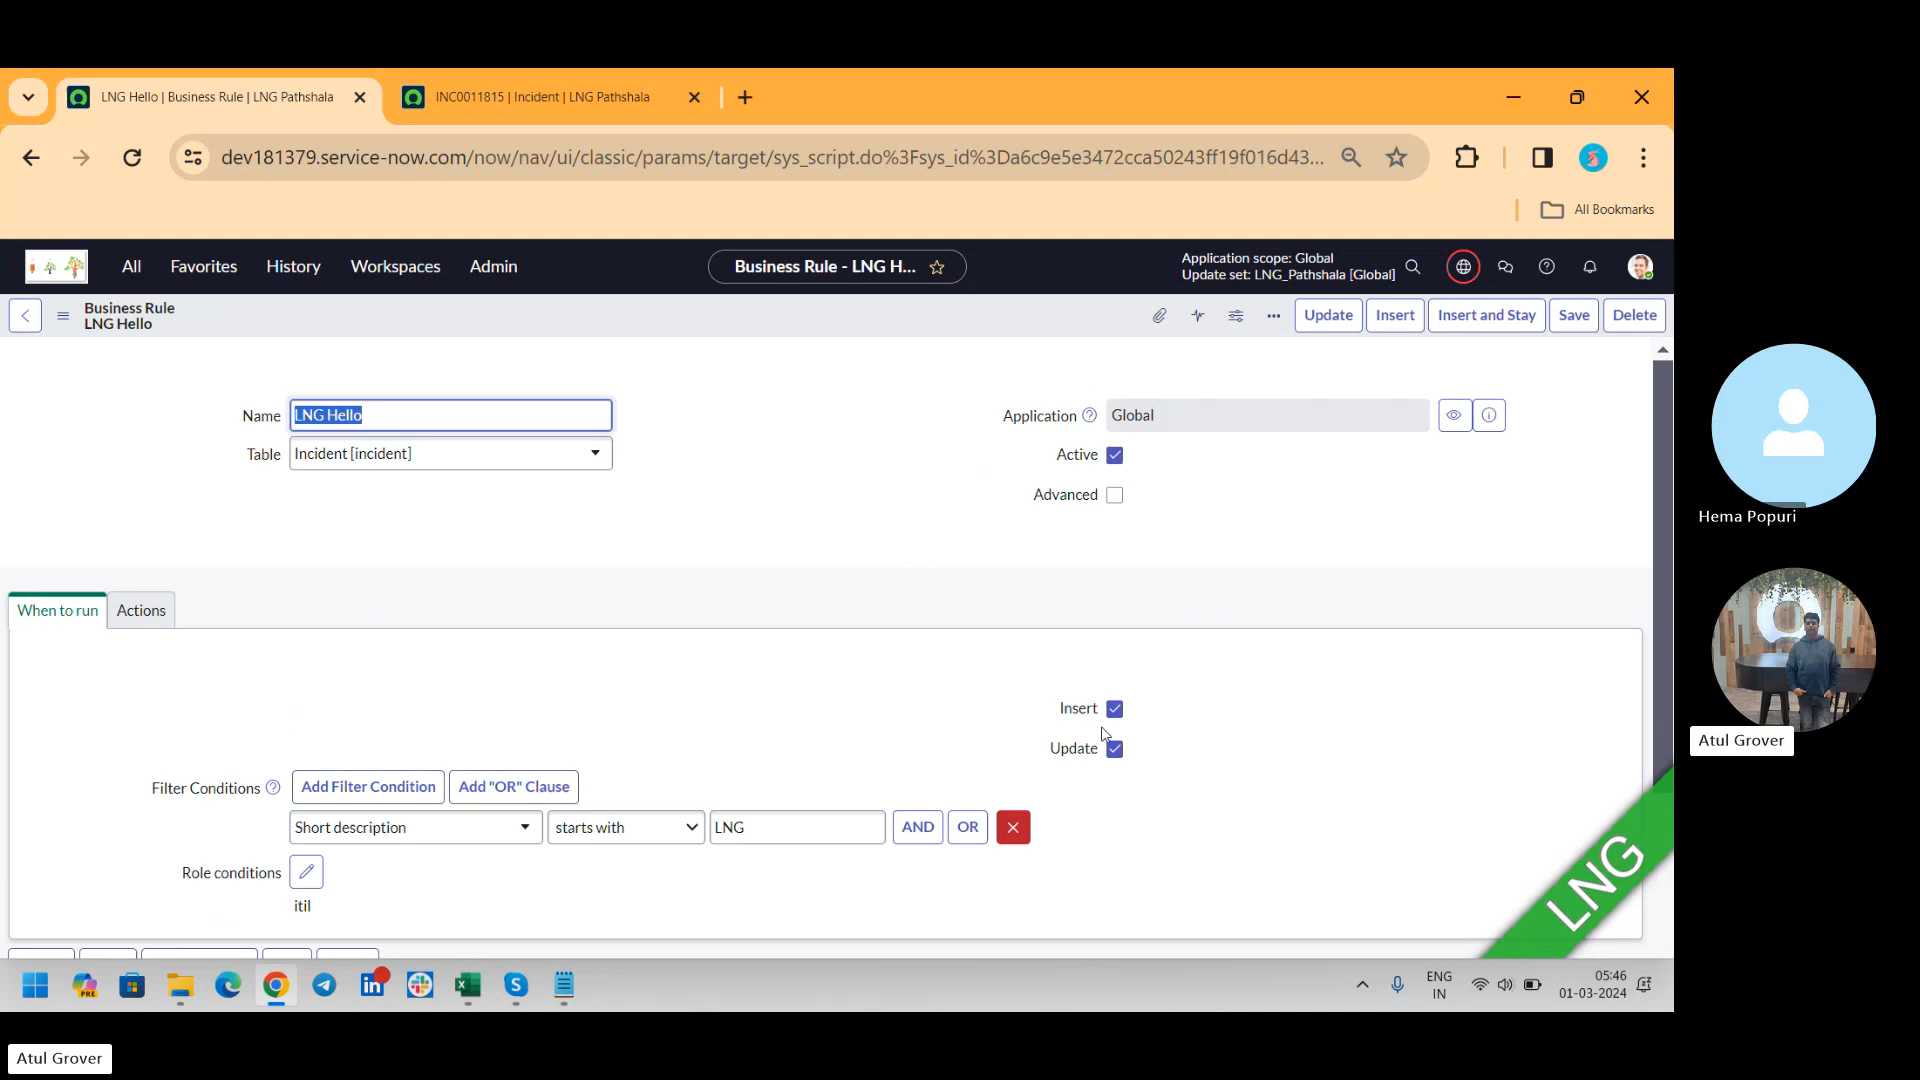 LNG Hello | Business Rule | LNG Pathshala
INC0011815 | Incident | LNG Pathshala
dev181379.service-now.com/now/nav/ui/classic/params/target/sys_script.do%3Fsys_id%3Da6c9e5e3472cca50243ff19f016d43...
All Bookmarks
All Favorites History Workspaces Admin
Business Rule - LNG H...
Application scope: Global
Update set: LNG_Pathshala [Global]
Business Rule
LNG Hello
Update Insert Insert and Stay Save Delete
Name LNG Hello
Application Global
Table Incident [incident]
Active
Advanced
When to run Actions
Insert
Update
Filter Conditions Add Filter Condition Add "OR" Clause
Short description starts with LNG AND OR
Role conditions
itil
LNG
PRE
ENG
IN
05:46
01-03-2024
Hema Popuri
Atul Grover
Atul Grover